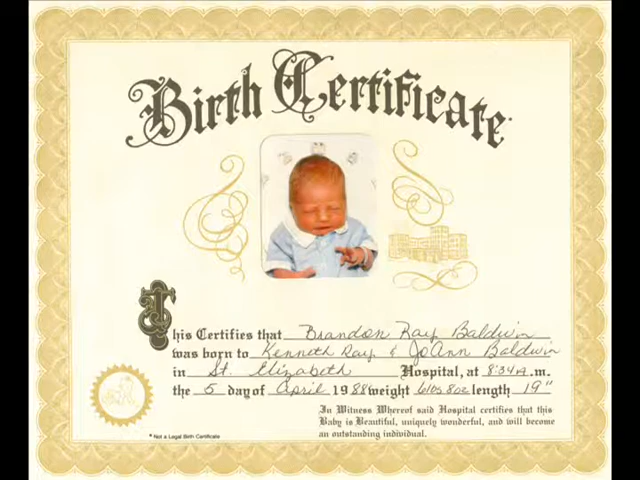 Birth Certificate
This Certifies that Brandon Ray Baldwin
was born to Kenneth Ray & JoAnn Baldwin
in St. Elizabeth Hospital, at 8:34 A.m.
the 5 day of April 1988 weight 6lbs 8oz length 19"
In Witness Whereof said Hospital certifies that this
Baby is Beautiful, uniquely wonderful, and will become
an outstanding individual.
* Not a Legal Birth Certificate